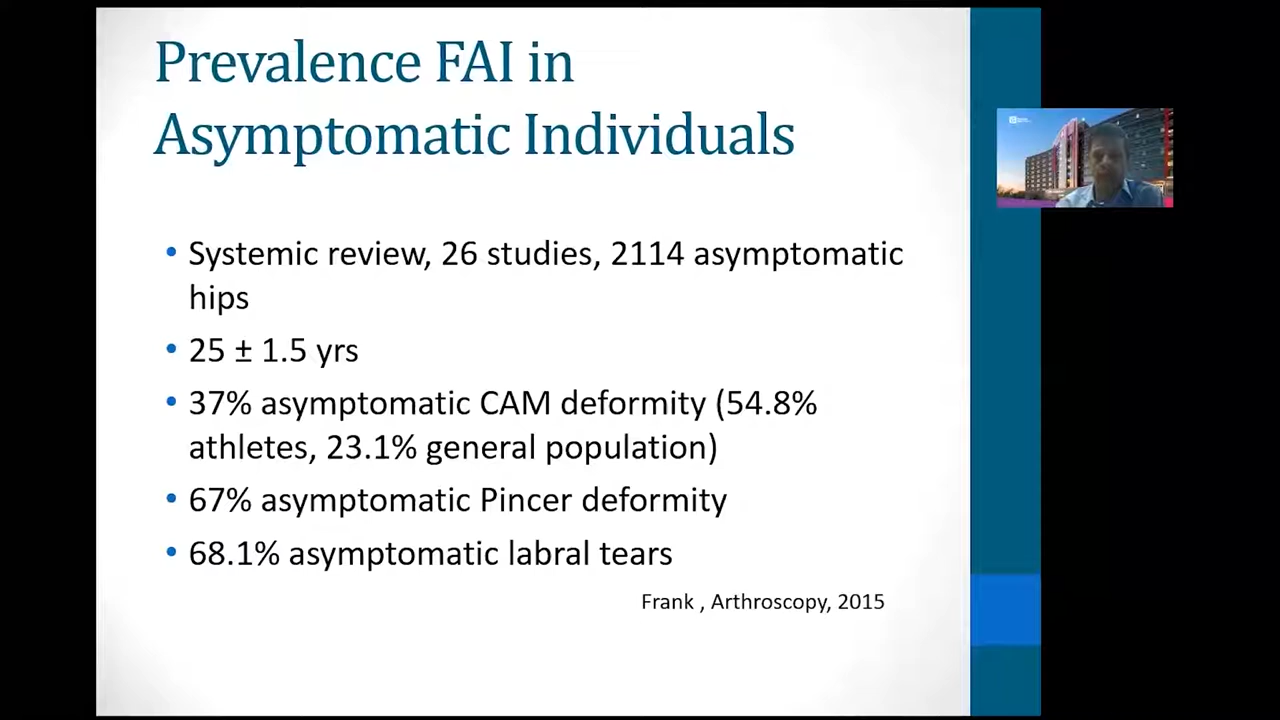 Prevalence FAI in
Asymptomatic Individuals
• Systemic review, 26 studies, 2114 asymptomatic
hips
• 25 ± 1.5 yrs
• 37% asymptomatic CAM deformity (54.8%
athletes, 23.1% general population)
• 67% asymptomatic Pincer deformity
• 68.1% asymptomatic labral tears
Frank , Arthroscopy, 2015